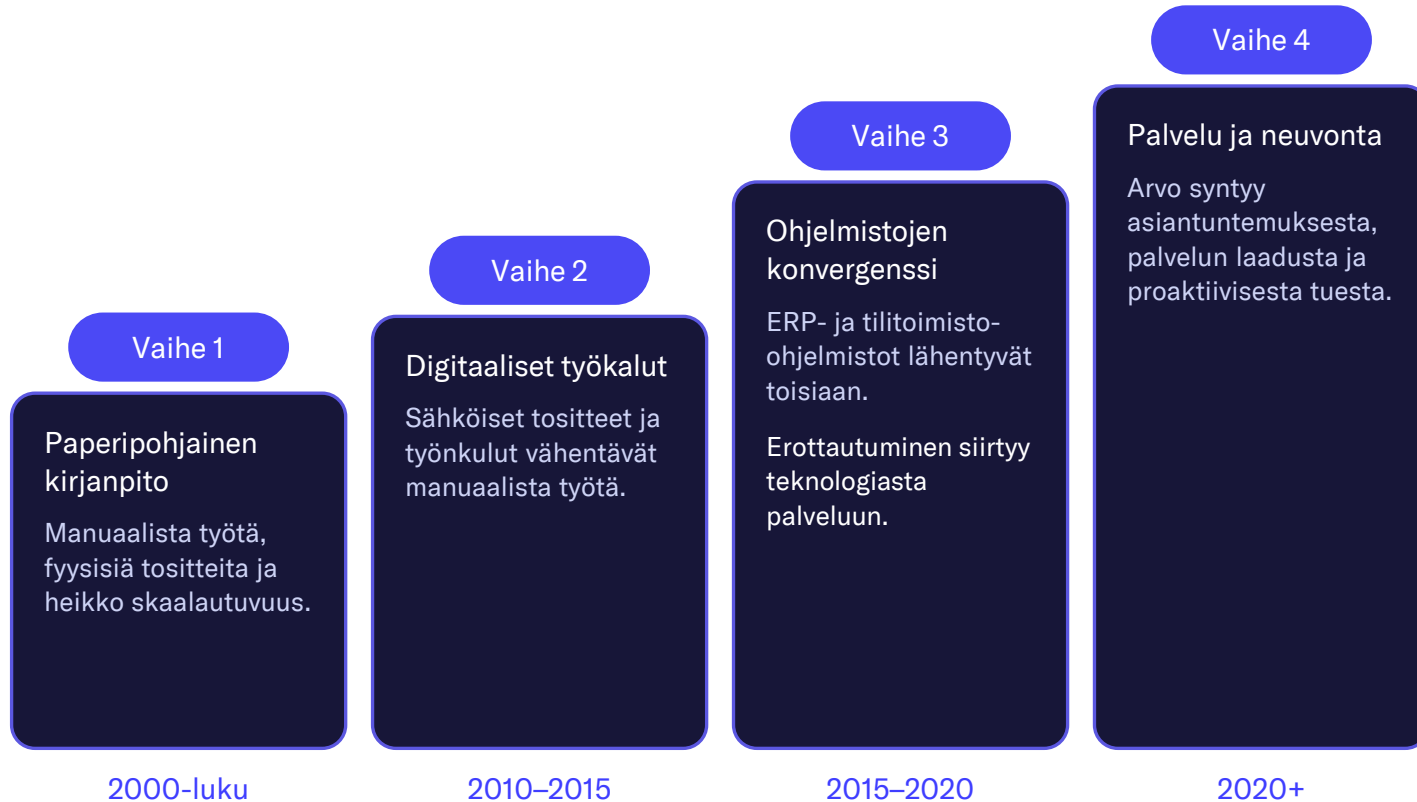 Vaihe 1
Paperipohjainen
kirjanpito
Manuaalista työtä,
fyysisiä tositteita ja
heikko skaalautuvuus.
2000-luku
Vaihe 2
Digitaaliset työkalut
Sähköiset tositteet ja
työnkulut vähentävät
manuaalista työtä.
2010–2015
Vaihe 3
Ohjelmistojen
konvergenssi
ERP- ja tilitoimisto-
ohjelmistot lähentyvät
toisiaan.
Erottautuminen siirtyy
teknologiasta
palveluun.
2015–2020
Vaihe 4
Palvelu ja neuvonta
Arvo syntyy
asiantuntemuksesta,
palvelun laadusta ja
proaktiivisesta tuesta.
2020+